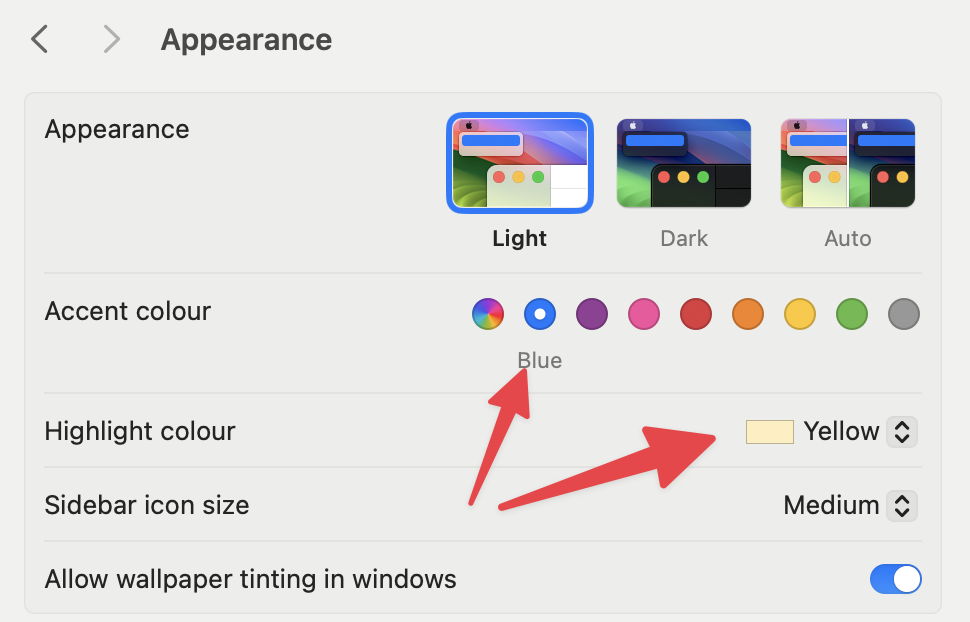 Appearance
Appearance
Light Dark Auto
Accent colour
Blue
Highlight colour Yellow
Sidebar icon size Medium
Allow wallpaper tinting in windows